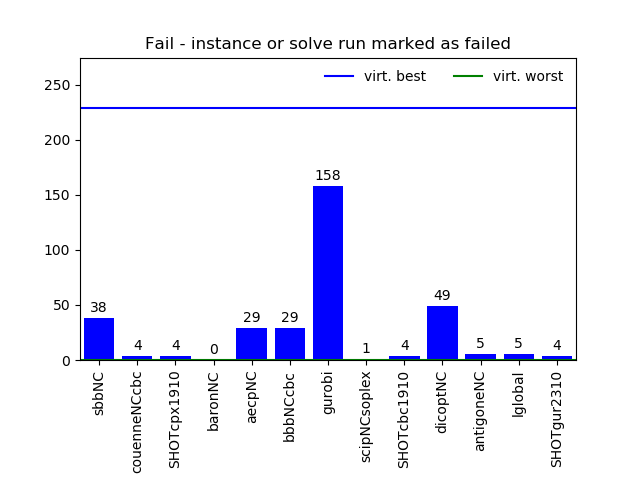 Fail - instance or solve run marked as failed
virt. best
virt. worst
250
200
150
100
50
0
38
4
4
0
29
29
158
1
4
49
5
5
4
sbbNC
couenneNCcbc
SHOTcpx1910
baronNC
aecpNC
bbbNCcbc
gurobi
scipNCsoplex
SHOTcbc1910
dicoptNC
antigoneNC
lglobal
SHOTgur2310